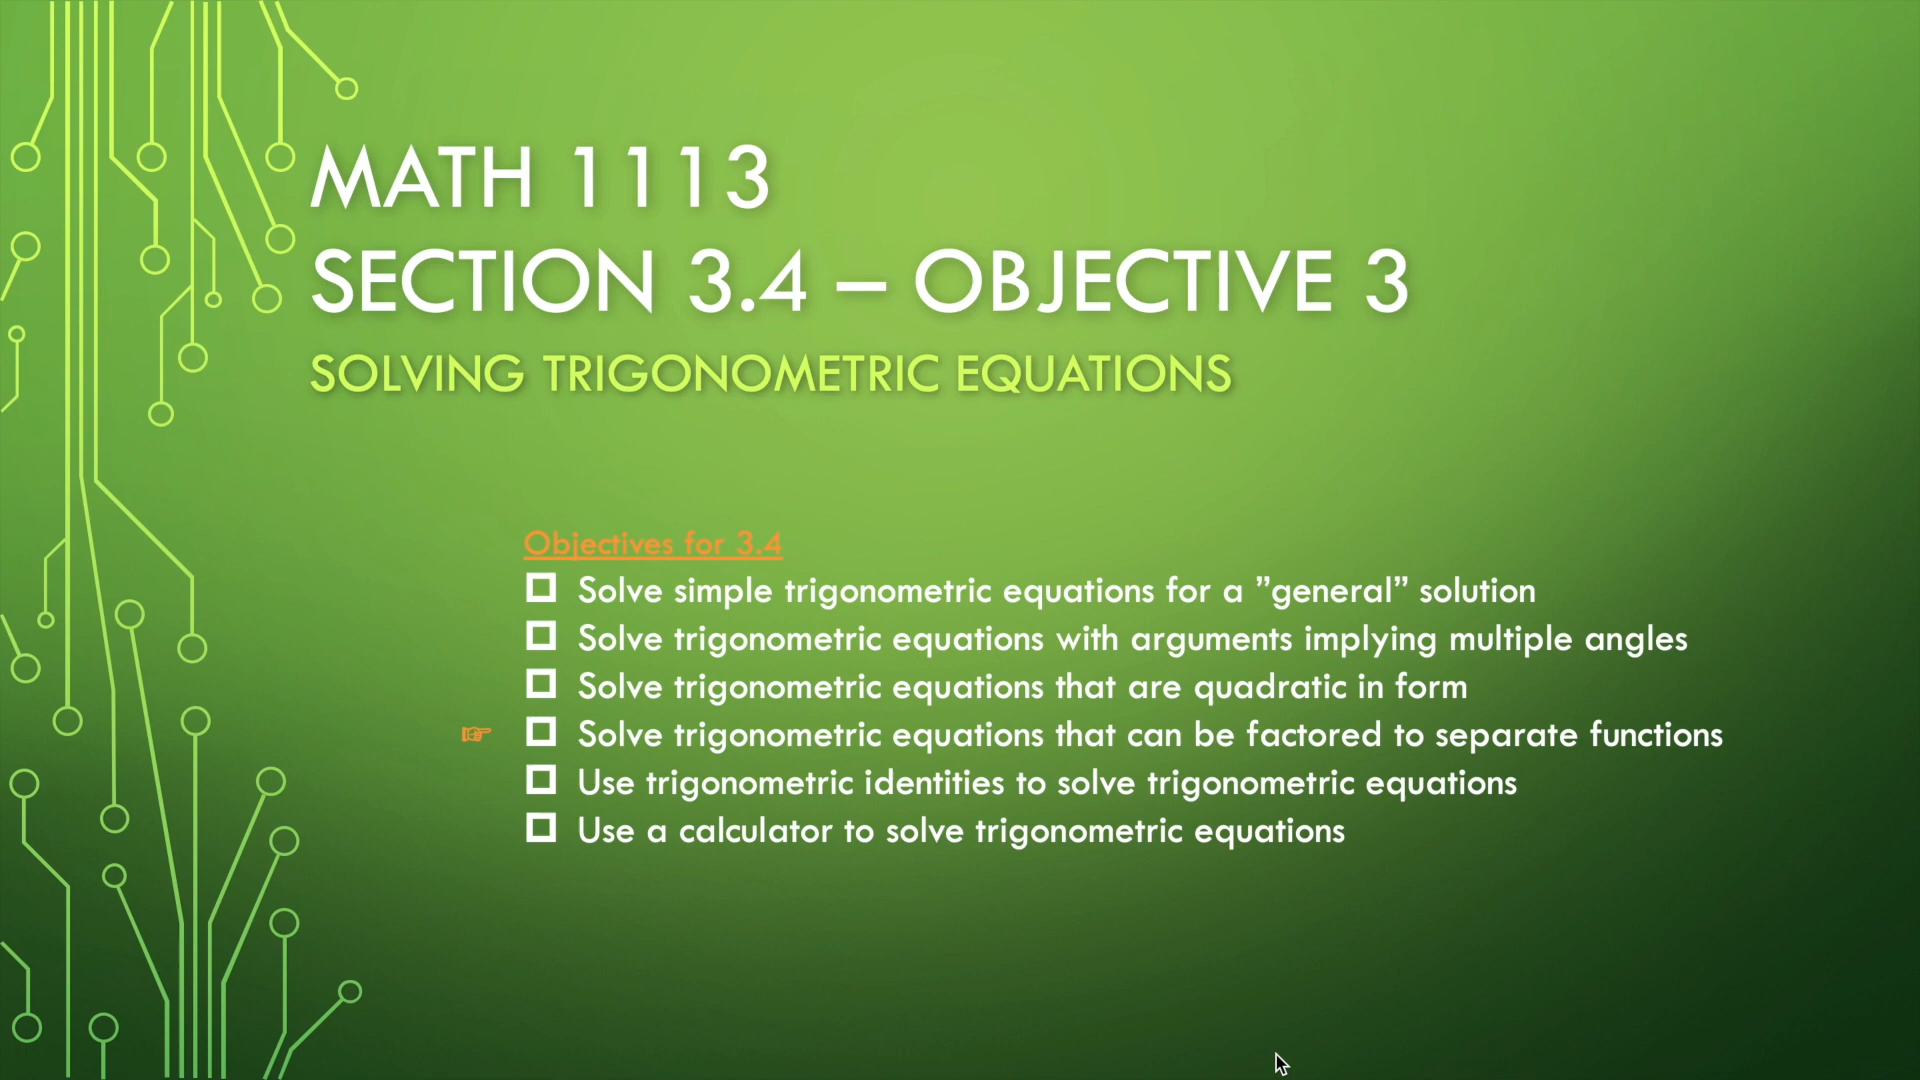 MATH 1113
SECTION 3.4 – OBJECTIVE 3
SOLVING TRIGONOMETRIC EQUATIONS
Objectives for 3.4
Solve simple trigonometric equations for a ”general” solution
Solve trigonometric equations with arguments implying multiple angles
Solve trigonometric equations that are quadratic in form
Solve trigonometric equations that can be factored to separate functions
Use trigonometric identities to solve trigonometric equations
Use a calculator to solve trigonometric equations